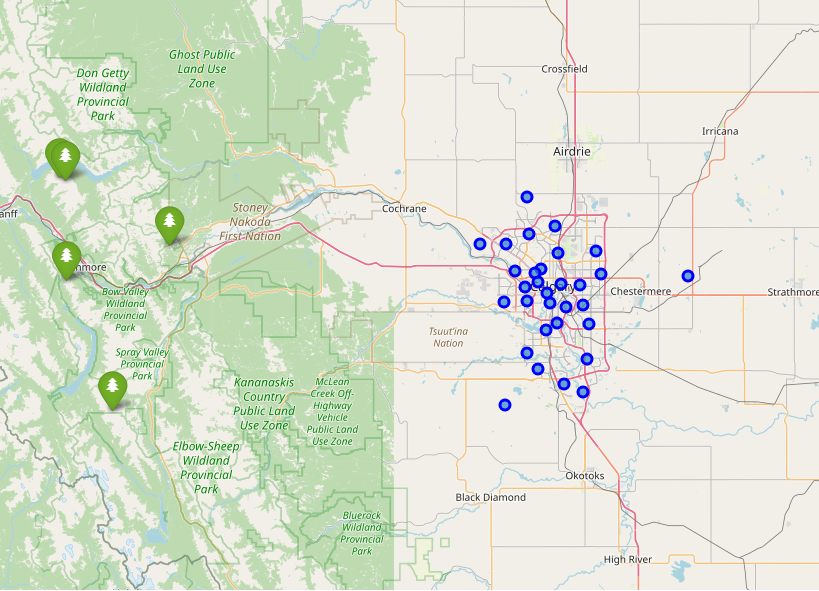 Ghost Public
Land Use
Zone
Crossfield
Don Getty
Wildland
Provincial
Park
Irricana
Airdrie
anff
Cochrane
Stoney
Nakoda
First Nation
nmore
Bow Valley
Wildland
Provincial
Park
Chestermere
Strathmore
Tsuut'ina
Nation
Spray Valley
Provincial
Park
Kananaskis
Country
Public Land
Use Zone
McLean
Creek Off-
Highway
Vehicle
Public Land
Use Zone
Elbow-Sheep
Wildland
Provincial
Park
Okotoks
Black Diamond
Bluerock
Wildland
Provincial
Park
High River